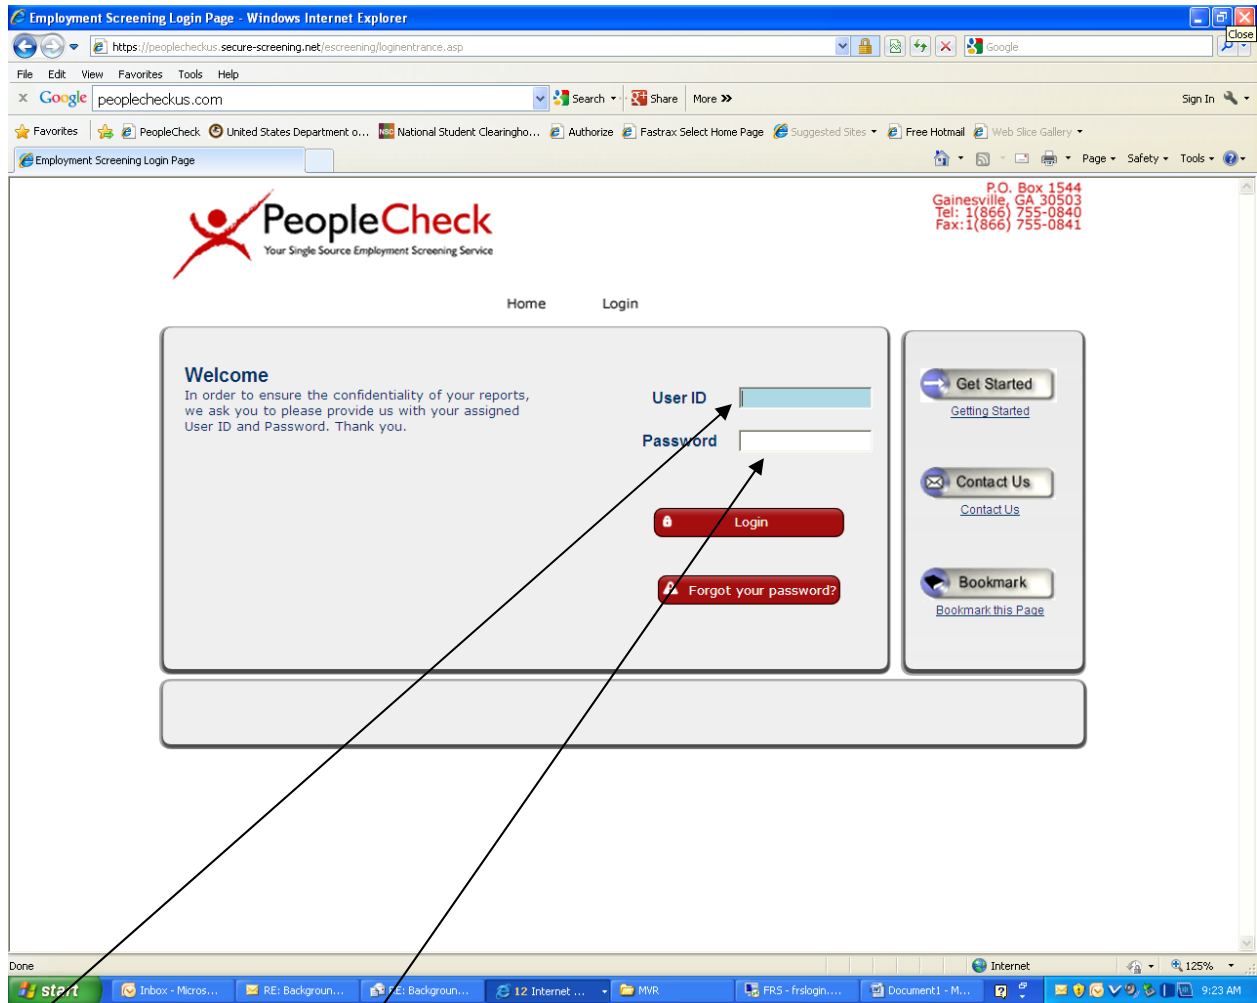 Employment Screening Login Page - Windows Internet Explorer
Close
https://peoplecheckus.secure-screening.net/escreening/loginentrance.asp
Google
File Edit View Favorites Tools Help
x Google peoplecheckus.com Search Share More >> Sign In
Favorites PeopleCheck United States Department o... NSC National Student Clearingho... Authorize Fastrax Select Home Page Suggested Sites Free Hotmail Web Slice Gallery
Employment Screening Login Page Page Safety Tools
PeopleCheck
Your Single Source Employment Screening Service
P.O. Box 1544
Gainesville, GA 30503
Tel: 1(866) 755-0840
Fax:1(866) 755-0841
Home Login
Welcome
In order to ensure the confidentiality of your reports,
we ask you to please provide us with your assigned
User ID and Password. Thank you.
User ID
Password
Login
Forgot your password?
Get Started
Getting Started
Contact Us
Contact Us
Bookmark
Bookmark this Page
Done Internet 125%
start Inbox - Micros... RE: Backgroun... RE: Backgroun... 12 Internet ... MVR FRS - frslogin.... Document1 - M... 9:23 AM